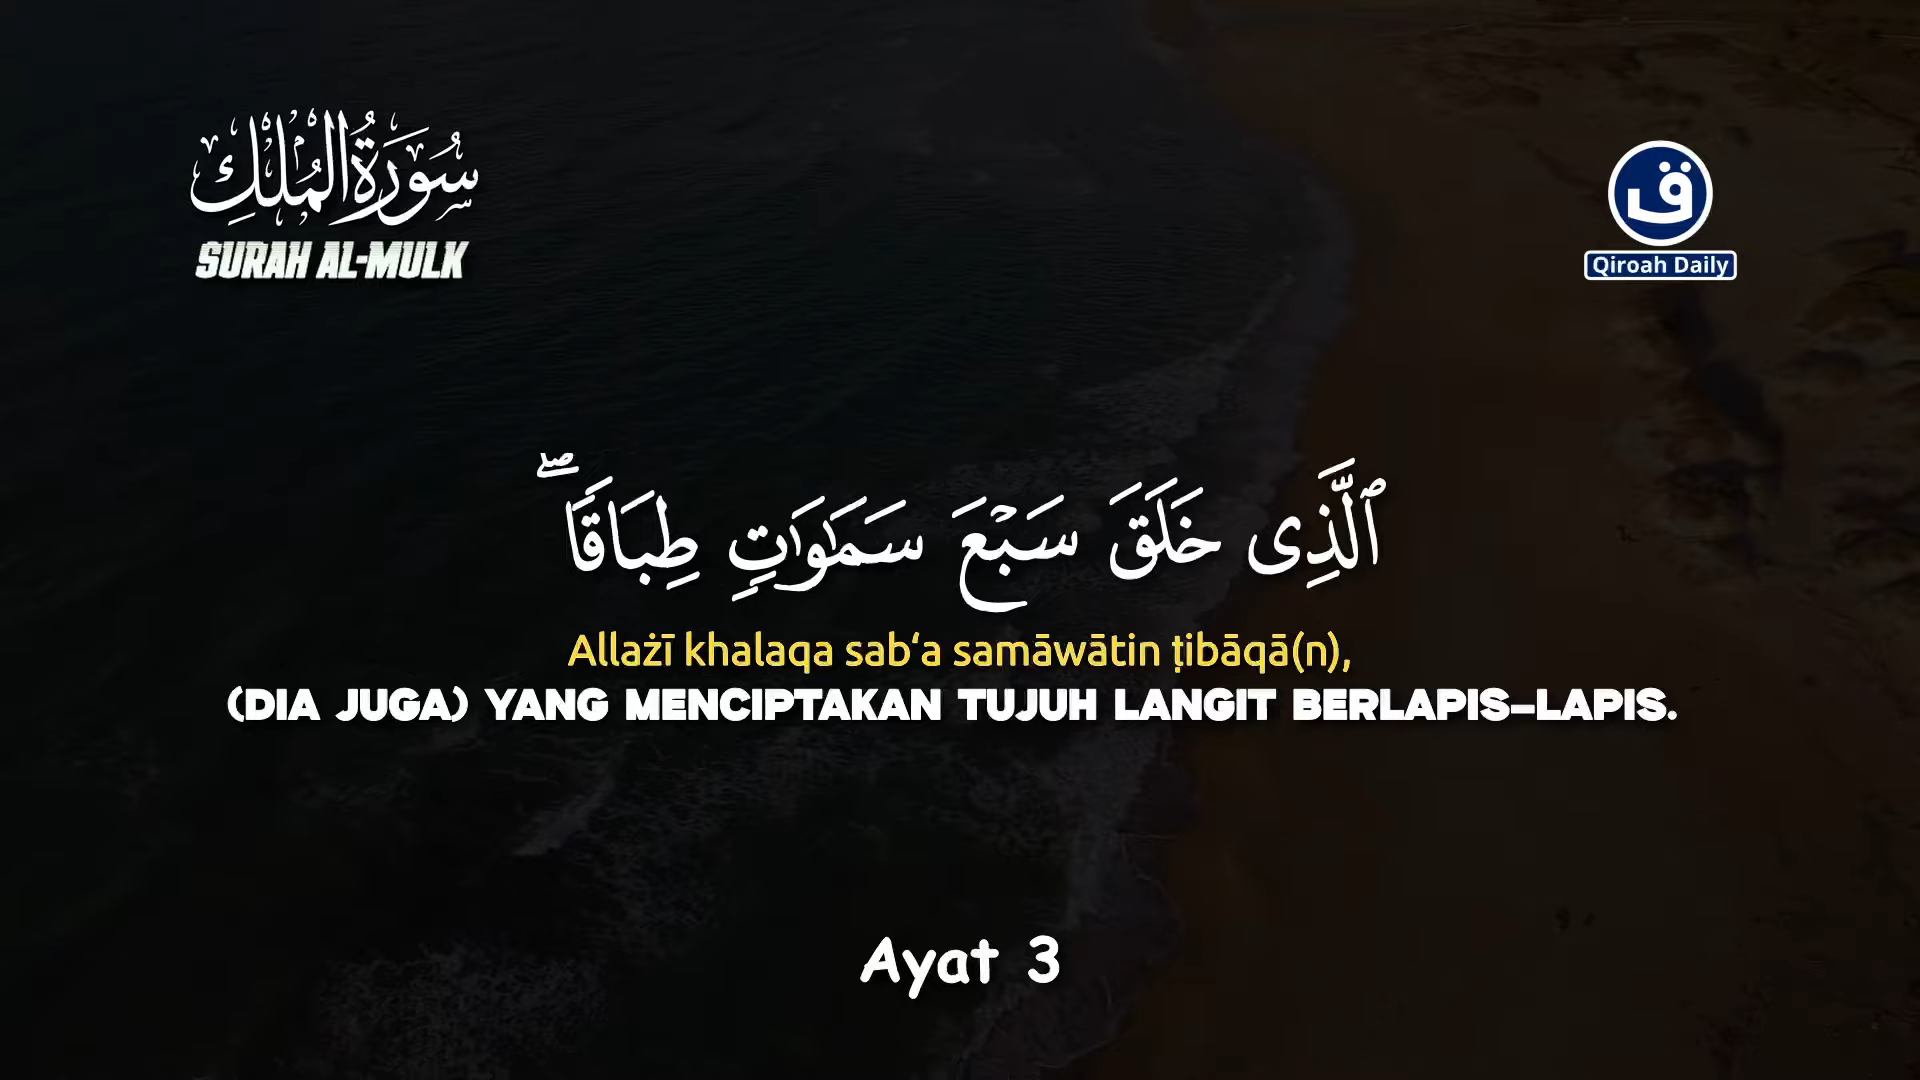 سُورَةُ الْمُلْكِ
SURAH AL-MULK
ق
Qiroah Daily
ٱلَّذِى خَلَقَ سَبْعَ سَمَـٰوَٰتٍ طِبَاقًا ۖ
Allażī khalaqa sab‘a samāwātin ṭibāqā(n),
(DIA JUGA) YANG MENCIPTAKAN TUJUH LANGIT BERLAPIS-LAPIS.
Ayat 3